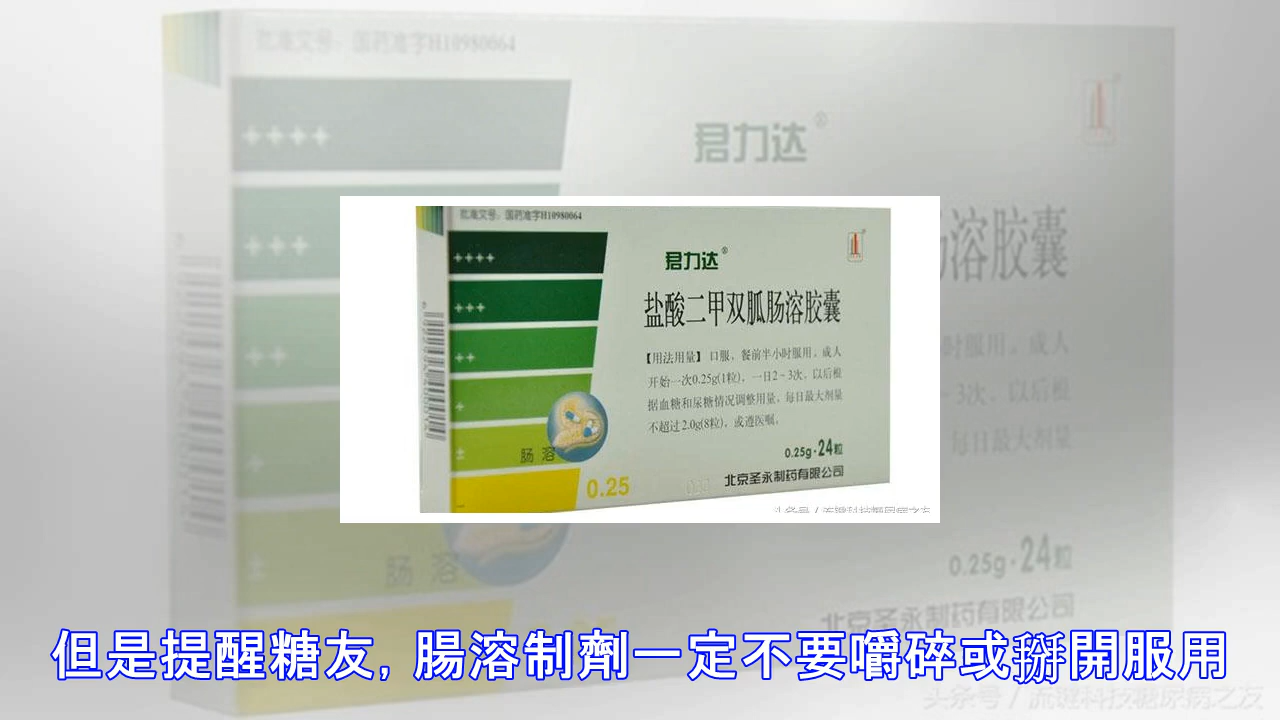 批准文号：国药准字H10980064
君力达®
盐酸二甲双胍肠溶胶囊
【用法用量】口服，餐前半小时服用，成人
开始一次0.25g(1粒)，一日2~3次，以后根
据血糖和尿糖情况调整用量，每日最大剂量
不超过2.0g(8粒)，或遵医嘱。
肠溶
0.25g·24粒
0.25
北京圣永制药有限公司
头条号 / 流键科技糖尿病之友
但是提醒糖友, 腸溶制劑一定不要嚼碎或掰開服用